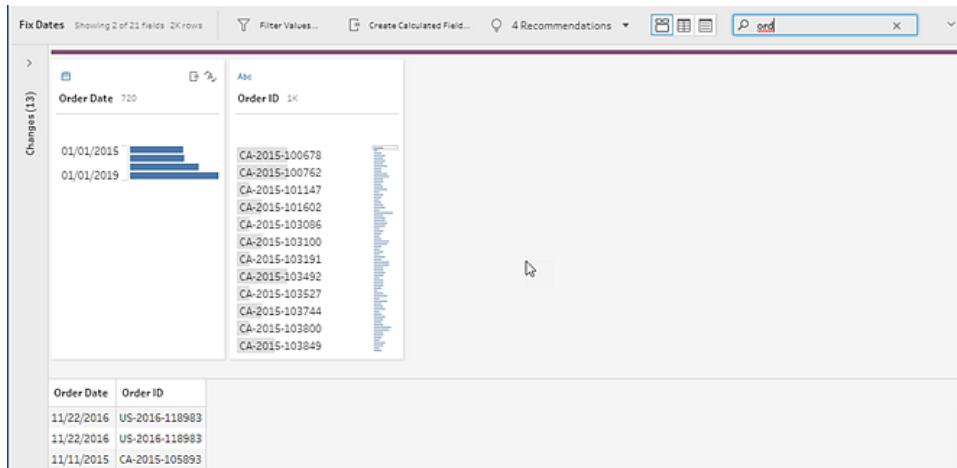 Fix Dates Showing 2 of 21 fields 2K rows Filter Values... Create Calculated Field... 4 Recommendations ord
Changes (13)
Order Date 720
01/01/2015
01/01/2019
Abc
Order ID 1K
CA-2015-100678
CA-2015-100762
CA-2015-101147
CA-2015-101602
CA-2015-103086
CA-2015-103100
CA-2015-103191
CA-2015-103492
CA-2015-103527
CA-2015-103744
CA-2015-103800
CA-2015-103849
Order Date Order ID
11/22/2016 US-2016-118983
11/22/2016 US-2016-118983
11/11/2015 CA-2015-105893